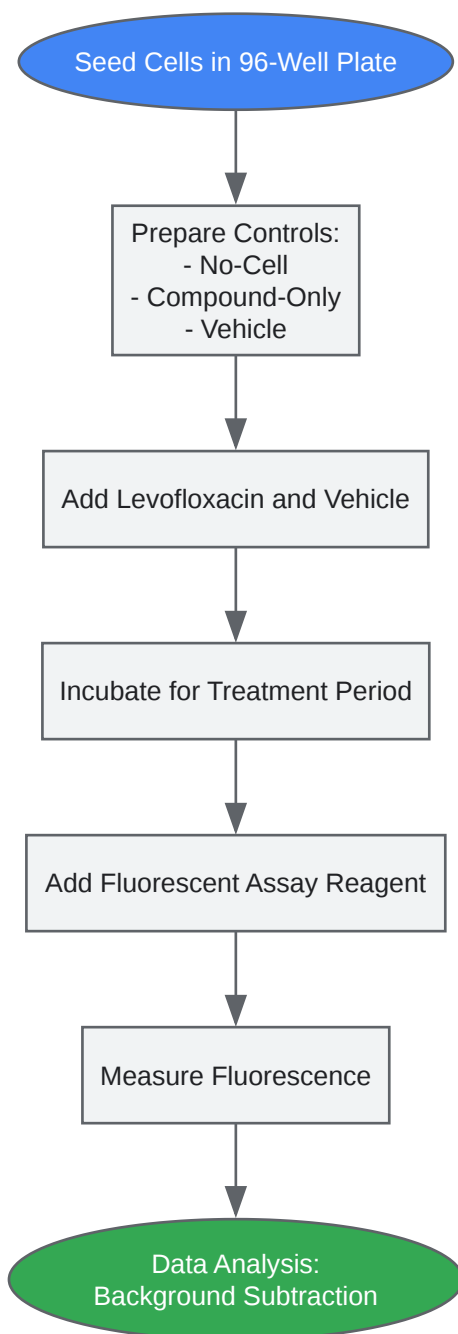 Seed Cells in 96-Well Plate
Prepare Controls:
- No-Cell
- Compound-Only
- Vehicle
Add Levofloxacin and Vehicle
Incubate for Treatment Period
Add Fluorescent Assay Reagent
Measure Fluorescence
Data Analysis:
Background Subtraction